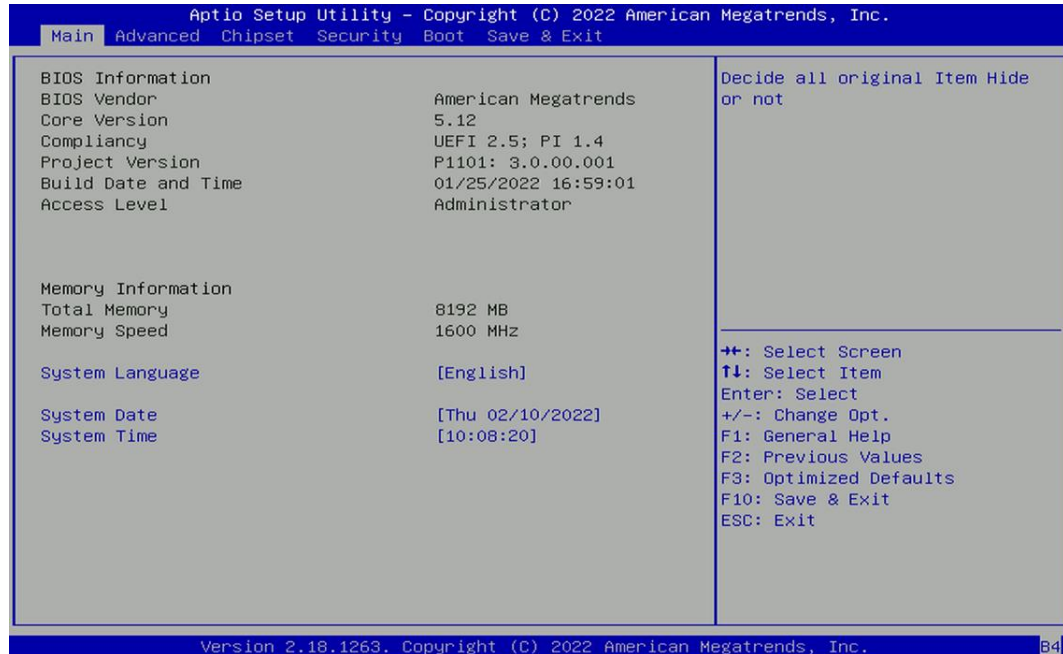 Aptio Setup Utility – Copyright (C) 2022 American Megatrends, Inc.
Main Advanced Chipset Security Boot Save & Exit
BIOS Information
BIOS Vendor American Megatrends
Core Version 5.12
Compliancy UEFI 2.5; PI 1.4
Project Version P1101: 3.0.00.001
Build Date and Time 01/25/2022 16:59:01
Access Level Administrator
Memory Information
Total Memory 8192 MB
Memory Speed 1600 MHz
System Language [English]
System Date [Thu 02/10/2022]
System Time [10:08:20]
Decide all original Item Hide
or not
→←: Select Screen
↑↓: Select Item
Enter: Select
+/-: Change Opt.
F1: General Help
F2: Previous Values
F3: Optimized Defaults
F10: Save & Exit
ESC: Exit
Version 2.18.1263. Copyright (C) 2022 American Megatrends, Inc.
B4